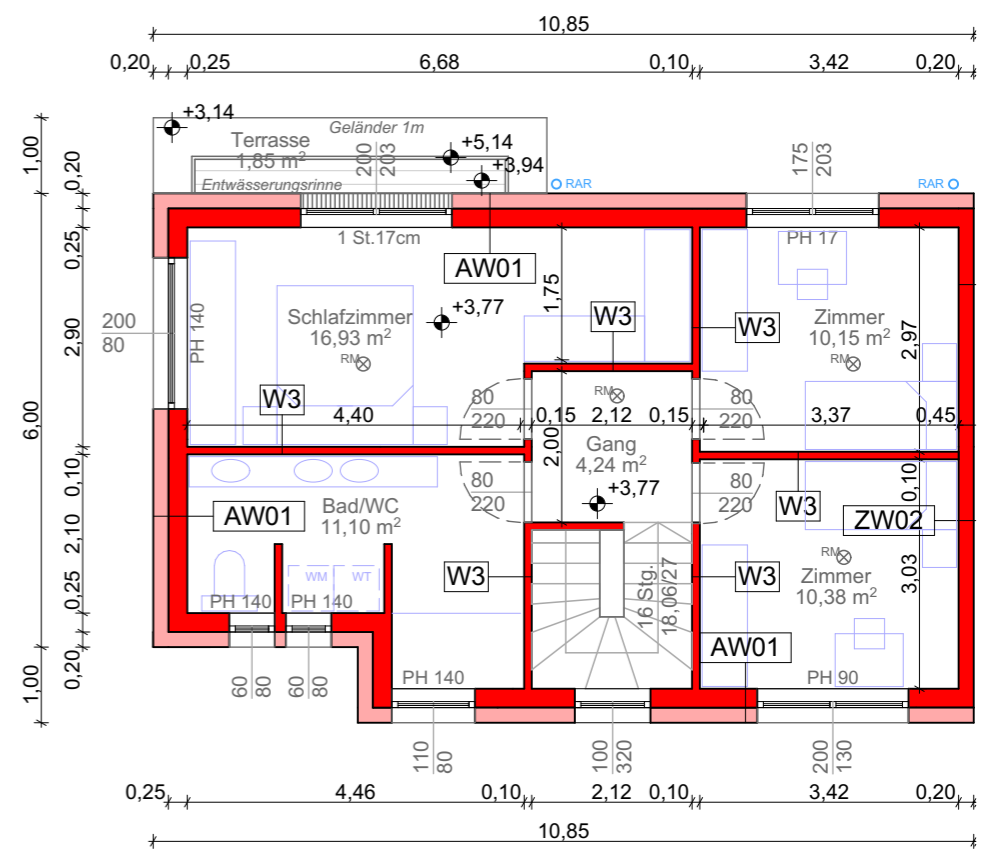 10,85
0,20
0,25
6,68
0,10
3,42
0,20
+3,14
Geländer 1m
Terrasse
1,85 m²
200
203
+5,14
+3,94
175
203
Entwässerungsrinne
RAR
RAR
1,00
0,20
1 St.17cm
PH 17
0,25
AW01
1,75
W3
W3
+3,77
Schlafzimmer
16,93 m²
RM
PH 140
200
80
2,90
Zimmer
10,15 m²
RM
2,97
6,00
W3
RM
80
220
80
220
4,40
0,15
2,12
0,15
3,37
0,45
2,00
Gang
4,24 m²
+3,77
0,10
80
220
80
220
0,10
W3
Bad/WC
11,10 m²
AW01
ZW02
2,10
RM
Zimmer
10,38 m²
3,03
WM
WT
W3
W3
16 Stg.
18,06/27
0,25
PH 140
PH 140
AW01
0,20
1,00
60
80
60
80
PH 140
PH 90
110
80
100
320
200
130
0,25
4,46
0,10
2,12
0,10
3,42
0,20
10,85